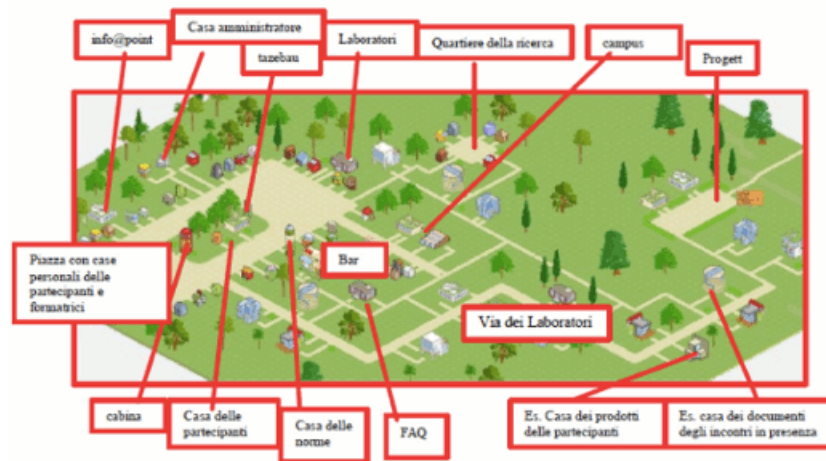 info@point
Casa amministratore
tazebau
Laboratori
Quartiere della ricerca
campus
Progett
Piazza con case
personali delle
partecipanti e
formatrici
Bar
Via dei Laboratori
cabina
Casa delle
partecipanti
Casa delle
norme
FAQ
Es. Casa dei prodotti
delle partecipanti
Es. casa dei documenti
degli incontri in presenza